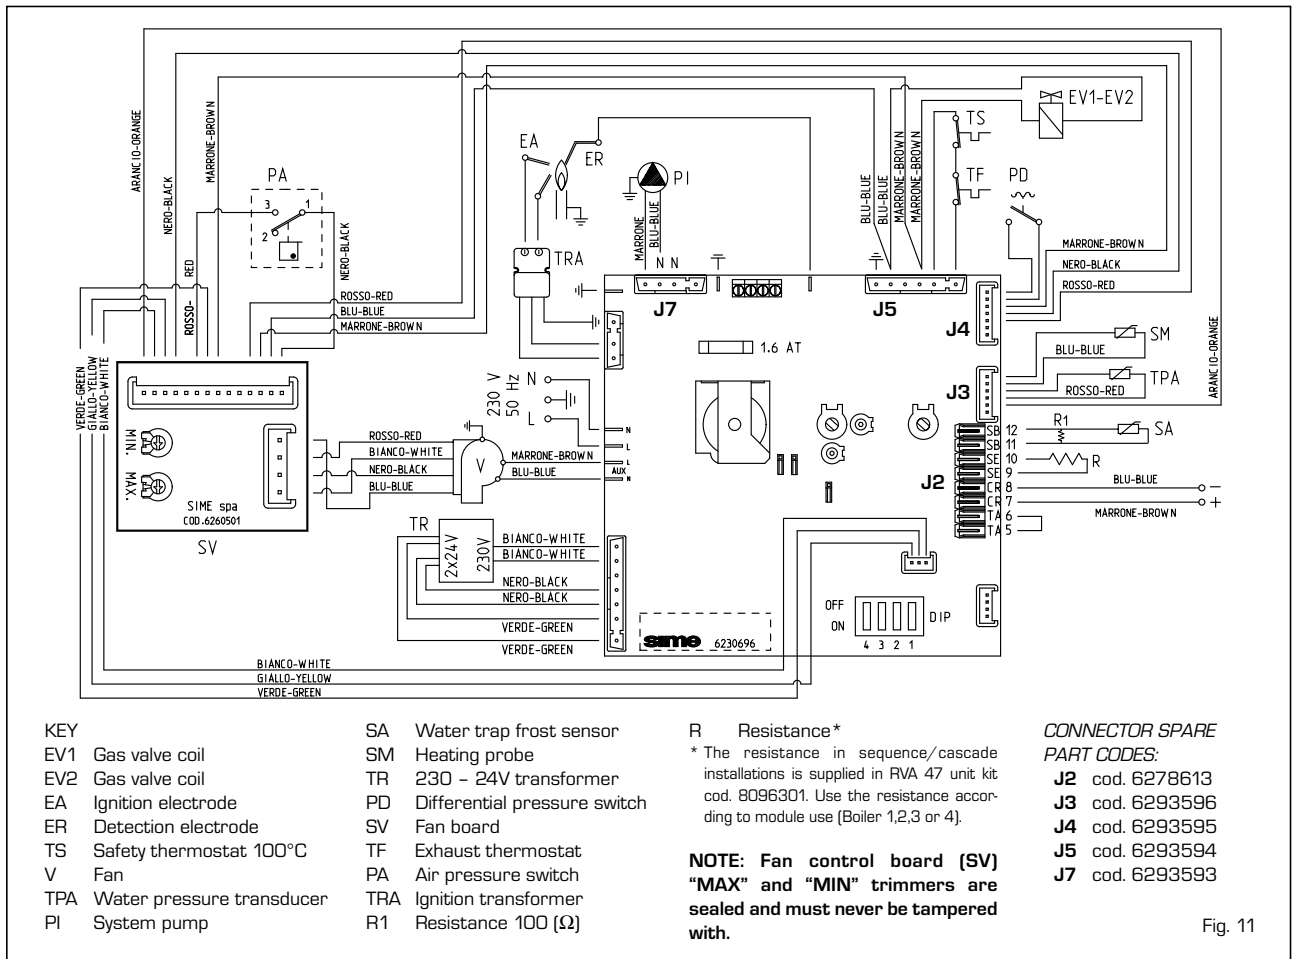 ARANCIO-ORANGE
NERO-BLACK
MARRONE-BROWN
PA
3
1
2
ROSSO-
RED
NERO-BLACK
EA
ER
PI
TRA
MARRONE
BLU-BLUE
N N
BLU-BLUE
BLU-BLUE
MARRONE-BROWN
MARRONE-BROWN
EV1-EV2
TS
TF
PD
MARRONE-BROWN
NERO-BLACK
ROSSO-RED
ROSSO-RED
BLU-BLUE
MARRONE-BROWN
J7
J5
J4
1.6 AT
SM
BLU-BLUE
TPA
ROSSO-RED
ARANCIO-ORANGE
J3
VERDE-GREEN
GIALLO-YELLOW
BIANCO-WHITE
MIN.
MAX.
SIME spa
COD.6260501
SV
230 V
50 Hz
N
L
ROSSO-RED
BIANCO-WHITE
NERO-BLACK
BLU-BLUE
V
MARRONE-BROWN
BLU-BLUE
N
L
L
AUX
N
SB 12
SB 11
SE 10
SE 9
CR 8
CR 7
TA 6
TA 5
J2
R1
SA
R
BLU-BLUE
−
+
MARRONE-BROWN
TR
2x24V
230V
BIANCO-WHITE
BIANCO-WHITE
NERO-BLACK
NERO-BLACK
VERDE-GREEN
VERDE-GREEN
sime 6230696
OFF
ON
DIP
4 3 2 1
BIANCO-WHITE
GIALLO-YELLOW
VERDE-GREEN
KEY
EV1 Gas valve coil
EV2 Gas valve coil
EA Ignition electrode
ER Detection electrode
TS Safety thermostat 100°C
V Fan
TPA Water pressure transducer
PI System pump
SA Water trap frost sensor
SM Heating probe
TR 230 – 24V transformer
PD Differential pressure switch
SV Fan board
TF Exhaust thermostat
PA Air pressure switch
TRA Ignition transformer
R1 Resistance 100 (Ω)
R Resistance*
* The resistance in sequence/cascade
installations is supplied in RVA 47 unit kit
cod. 8096301. Use the resistance accor-
ding to module use (Boiler 1,2,3 or 4).
NOTE: Fan control board (SV)
“MAX” and “MIN” trimmers are
sealed and must never be tampered
with.
CONNECTOR SPARE
PART CODES:
J2 cod. 6278613
J3 cod. 6293596
J4 cod. 6293595
J5 cod. 6293594
J7 cod. 6293593
Fig. 11